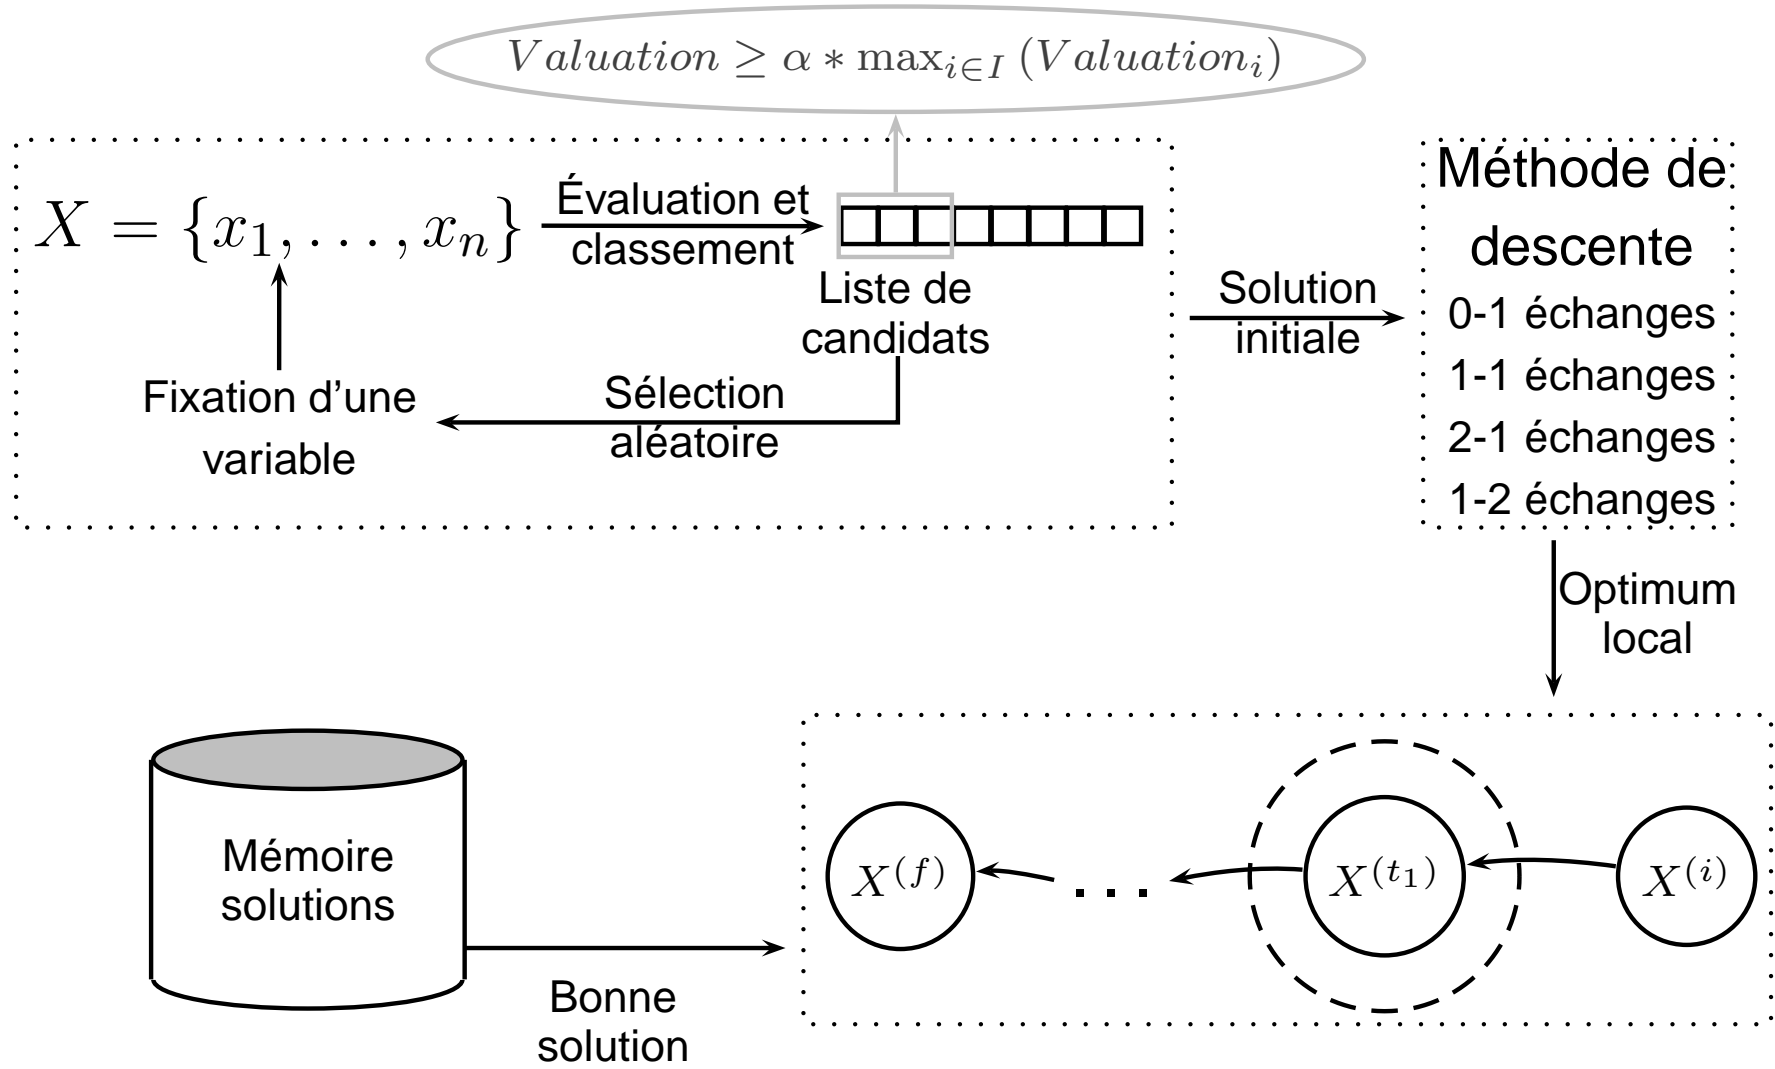 Valuation ≥ α ∗ max_{i∈I} (Valuation_i)
X = {x_1, . . . , x_n}
Évaluation et
classement
Liste de
candidats
Sélection
aléatoire
Fixation d’une
variable
Solution
initiale
Méthode de
descente
0-1 échanges
1-1 échanges
2-1 échanges
1-2 échanges
Optimum
local
Mémoire
solutions
Bonne
solution
X^{(f)} . . . X^{(t_1)} X^{(i)}